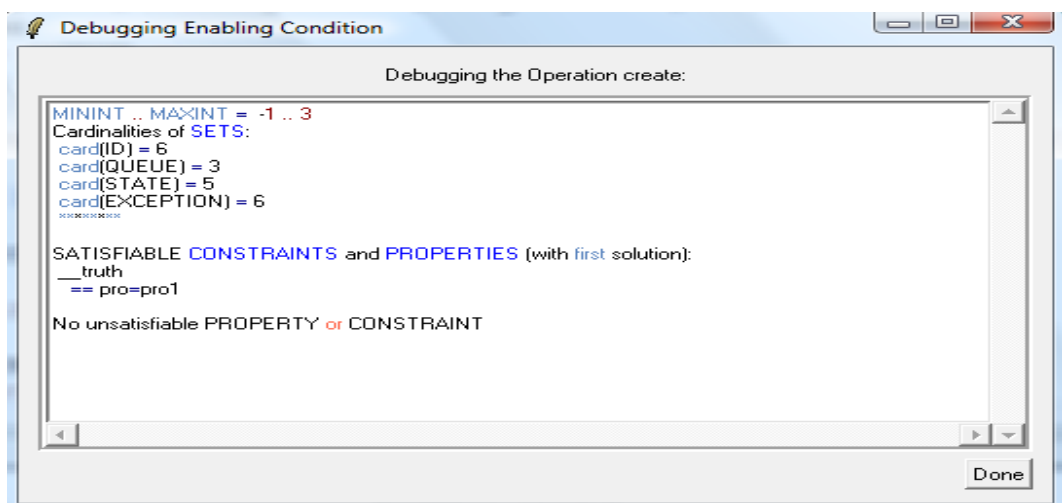 Debugging Enabling Condition
Debugging the Operation create:
MININT .. MAXINT = -1 .. 3
Cardinalities of SETS:
card(ID) = 6
card(QUEUE) = 3
card(STATE) = 5
card(EXCEPTION) = 6
********
SATISFIABLE CONSTRAINTS and PROPERTIES (with first solution):
__truth
== pro=pro1
No unsatisfiable PROPERTY or CONSTRAINT
Done